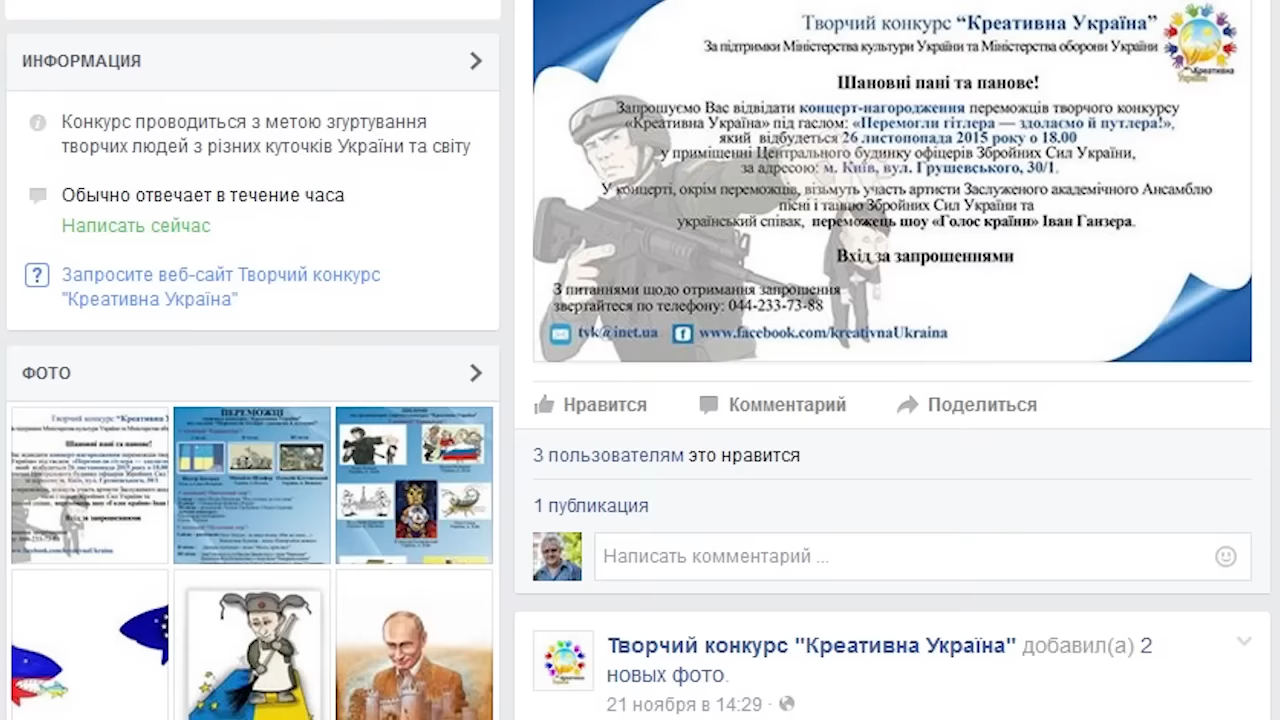 ИНФОРМАЦИЯ
Конкурс проводиться з метою згуртування
творчих людей з різних куточків України та світу
Обычно отвечает в течение часа
Написать сейчас
Запросите веб-сайт Творчий конкурс
"Креативна Україна"
ФОТО
ПЕРЕМОЖЦІ
Творчий конкурс “Креативна Україна”
За підтримки Міністерства культури України та Міністерства оборони України
Креативна
Україна
Шановні пані та панове!
Запрошуємо Вас відвідати концерт-нагородження переможців творчого конкурсу
«Креативна Україна» під гаслом: «Перемогли гітлера — здолаємо й путлера!»,
який відбудеться 26 листопада 2015 року о 18.00
у приміщенні Центрального будинку офіцерів Збройних Сил України,
за адресою: м. Київ, вул. Грушевського, 30/1.
У концерті, окрім переможців, візьмуть участь артисти Заслуженого академічного Ансамблю
пісні і танцю Збройних Сил України та
український співак, переможець шоу «Голос країни» Іван Ганзера.
Вхід за запрошеннями
З питаннями щодо отримання запрошення
звертайтеся по телефону: 044-233-73-88
tvk@inet.ua www.facebook.com/kreativnaUkraina
Нравится Комментарий Поделиться
3 пользователям это нравится
1 публикация
Написать комментарий ...
Творчий конкурс "Креативна Україна" добавил(а) 2
новых фото.
21 ноября в 14:29 ·